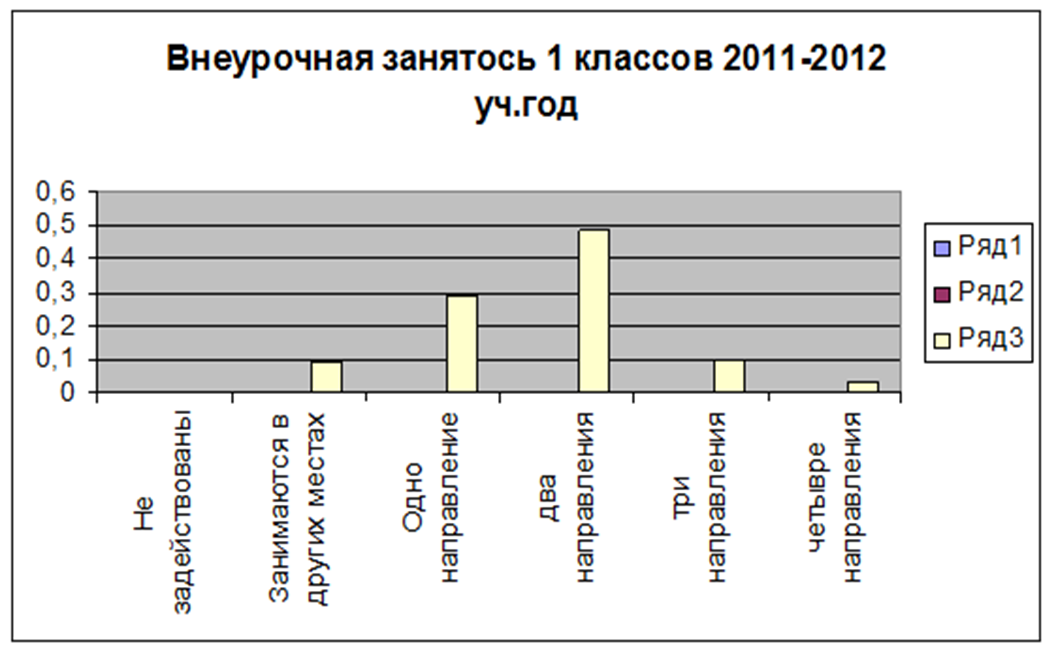 Внеурочная занятось 1 классов 2011-2012
уч.год
0,6
0,5
0,4
0,3
0,2
0,1
0
Не
задействованы
Занимаются в
других местах
Одно
направление
два
направления
три
направления
четывре
направления
Ряд1
Ряд2
Ряд3